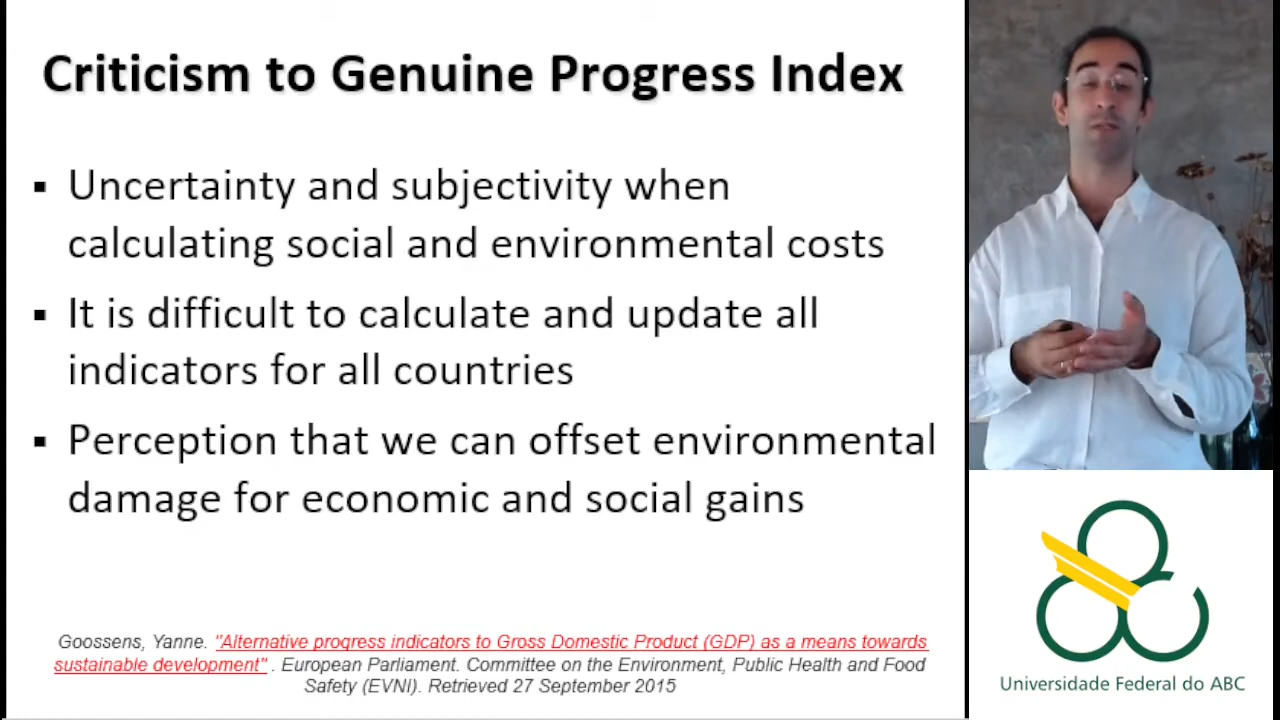 Criticism to Genuine Progress Index
▪ Uncertainty and subjectivity when
calculating social and environmental costs
▪ It is difficult to calculate and update all
indicators for all countries
▪ Perception that we can offset environmental
damage for economic and social gains
Goossens, Yanne. "Alternative progress indicators to Gross Domestic Product (GDP) as a means towards
sustainable development" . European Parliament. Committee on the Environment, Public Health and Food
Safety (EVNI). Retrieved 27 September 2015
Universidade Federal do ABC